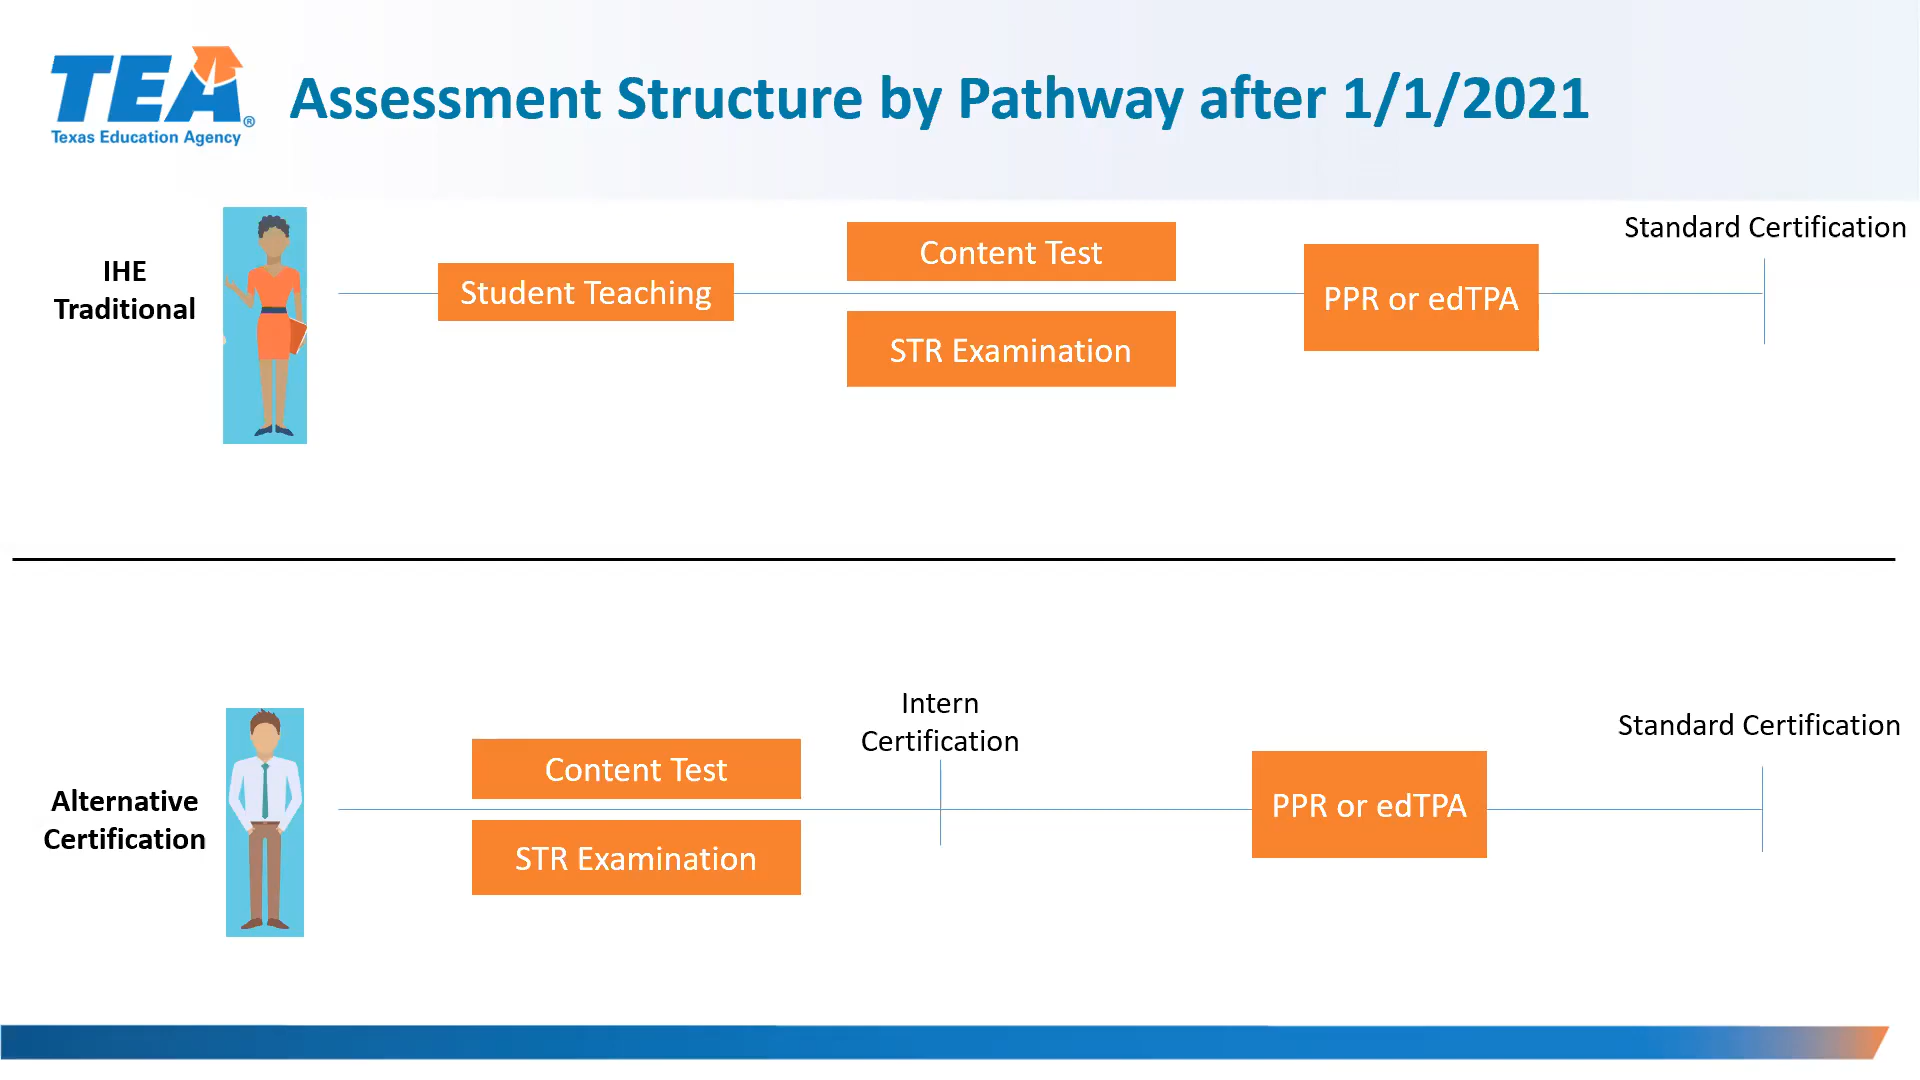 TEA®
Texas Education Agency
Assessment Structure by Pathway after 1/1/2021
IHE
Traditional
Student Teaching
Content Test
STR Examination
PPR or edTPA
Standard Certification
Alternative
Certification
Content Test
STR Examination
Intern
Certification
PPR or edTPA
Standard Certification